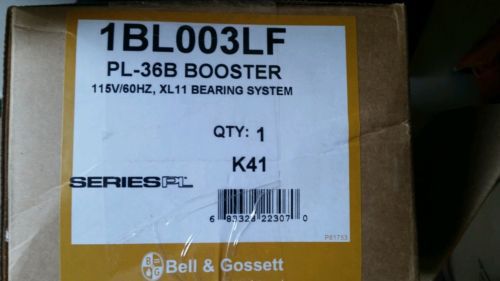 1BL003LF
PL-36B BOOSTER
115V/60HZ, XL11 BEARING SYSTEM
QTY: 1
K41
SERIES PL
6 83326 22307 0
P81753
B G Bell & Gossett